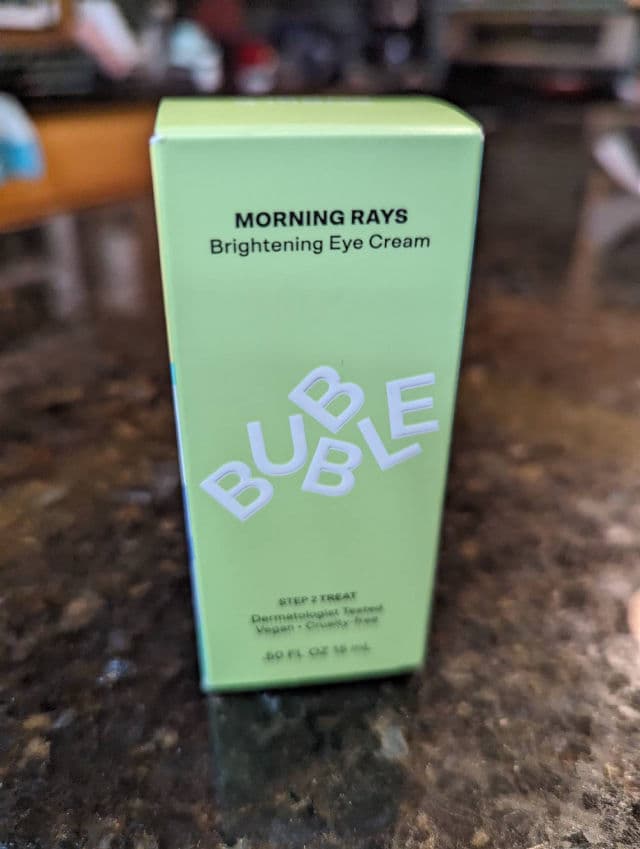 MORNING RAYS
Brightening Eye Cream
BUBBLE
STEP 2 TREAT
Dermatologist Tested
Vegan • Cruelty-free
.50 FL OZ 15 mL